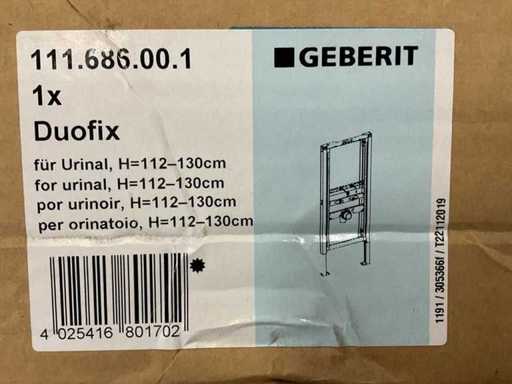 111.686.00.1
GEBERIT
1x
Duofix
für Urinal, H=112–130cm
for urinal, H=112–130cm
por urinoir, H=112–130cm
per orinatoio, H=112–130cm
4 025416 801702
1191 / 305366f / T22112019